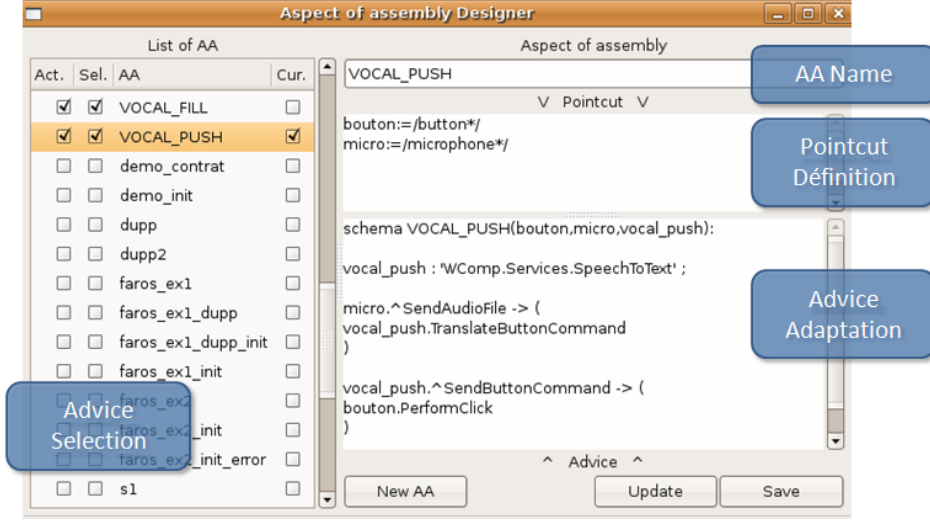 Aspect of assembly Designer
List of AA
Act. Sel. AA Cur.
VOCAL_FILL
VOCAL_PUSH
demo_contrat
demo_init
dupp
dupp2
faros_ex1
faros_ex1_dupp
faros_ex1_dupp_init
faros_ex1_init
faros_ex2
faros_ex2_init
faros_ex2_init_error
s1
Advice
Selection
Aspect of assembly
VOCAL_PUSH
AA Name
V Pointcut V
bouton:=/button*/
micro:=/microphone*/
Pointcut
Définition
schema VOCAL_PUSH(bouton,micro,vocal_push):
vocal_push : 'WComp.Services.SpeechToText' ;
micro.^SendAudioFile -> (
vocal_push.TranslateButtonCommand
)
vocal_push.^SendButtonCommand -> (
bouton.PerformClick
)
Advice
Adaptation
^ Advice ^
New AA
Update
Save